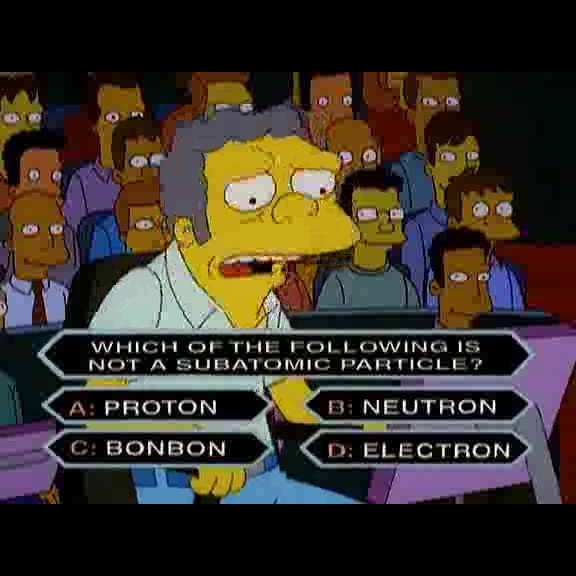 WHICH OF THE FOLLOWING IS
NOT A SUBATOMIC PARTICLE?
A: PROTON
B: NEUTRON
C: BONBON
D: ELECTRON